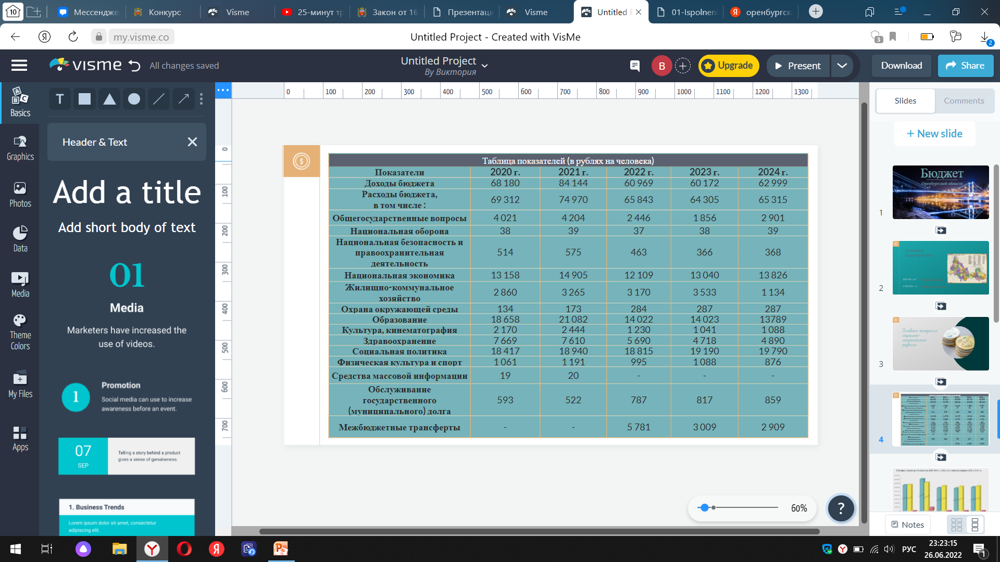 10
Мессендже
Конкурс
Visme
25-минут тр
Закон от 16
Презентаци
Visme
Untitled P
01-Ispolneni
оренбургск
my.visme.co
Untitled Project - Created with VisMe
3
2
visme
All changes saved
Untitled Project
By Виктория
B
Upgrade
Present
Download
Share
Basics
Graphics
Photos
Data
Media
Theme
Colors
My Files
Apps
T
Header & Text
Add a title
Add short body of text
01
Media
Marketers have increased the
use of videos.
1
Promotion
Social media can use to increase
awareness before an event.
07
SEP
Telling a story behind a product
gives a sense of genuineness.
1. Business Trends
Lorem ipsum dolor sit amet, consectetur
adipiscing elit.
0 100 200 300 400 500 600 700 800 900 1000 1100 1200 1300
0
100
200
300
400
500
600
700
Таблица показателей (в рублях на человека)
Показатели 2020 г. 2021 г. 2022 г. 2023 г. 2024 г.
Доходы бюджета 68 180 84 144 60 969 60 172 62 999
Расходы бюджета,
в том числе : 69 312 74 970 65 843 64 305 65 315
Общегосударственные вопросы 4 021 4 204 2 446 1 856 2 901
Национальная оборона 38 39 37 38 39
Национальная безопасность и
правоохранительная 514 575 463 366 368
деятельность
Национальная экономика 13 158 14 905 12 109 13 040 13 826
Жилищно-коммунальное
хозяйство 2 860 3 265 3 170 3 533 1 134
Охрана окружающей среды 134 173 284 287 287
Образование 18 658 21 082 14 022 14 023 13789
Культура, кинематография 2 170 2 444 1 230 1 041 1 088
Здравоохранение 7 669 7 610 5 690 4 718 4 890
Социальная политика 18 417 18 940 18 815 19 190 19 790
Физическая культура и спорт 1 061 1 191 995 1 088 876
Средства массовой информации 19 20 - - -
Обслуживание
государственного 593 522 787 817 859
(муниципального) долга
Межбюджетные трансферты - - 5 781 3 009 2 909
60%
?
Slides
Comments
+ New slide
Бюджет
Оренбургской области
1
2
Основные показатели
социально-
экономического
развития
3
4
Notes
РУС
23:23:15
26.06.2022
1